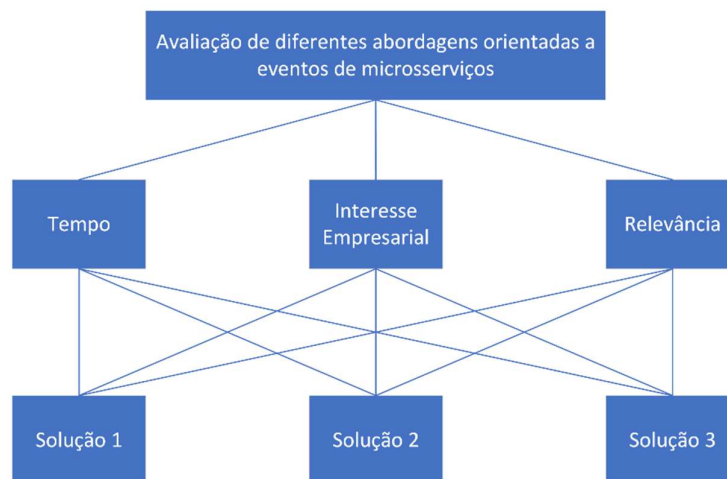 Avaliação de diferentes abordagens orientadas a
eventos de microsserviços
Tempo
Interesse
Empresarial
Relevância
Solução 1
Solução 2
Solução 3